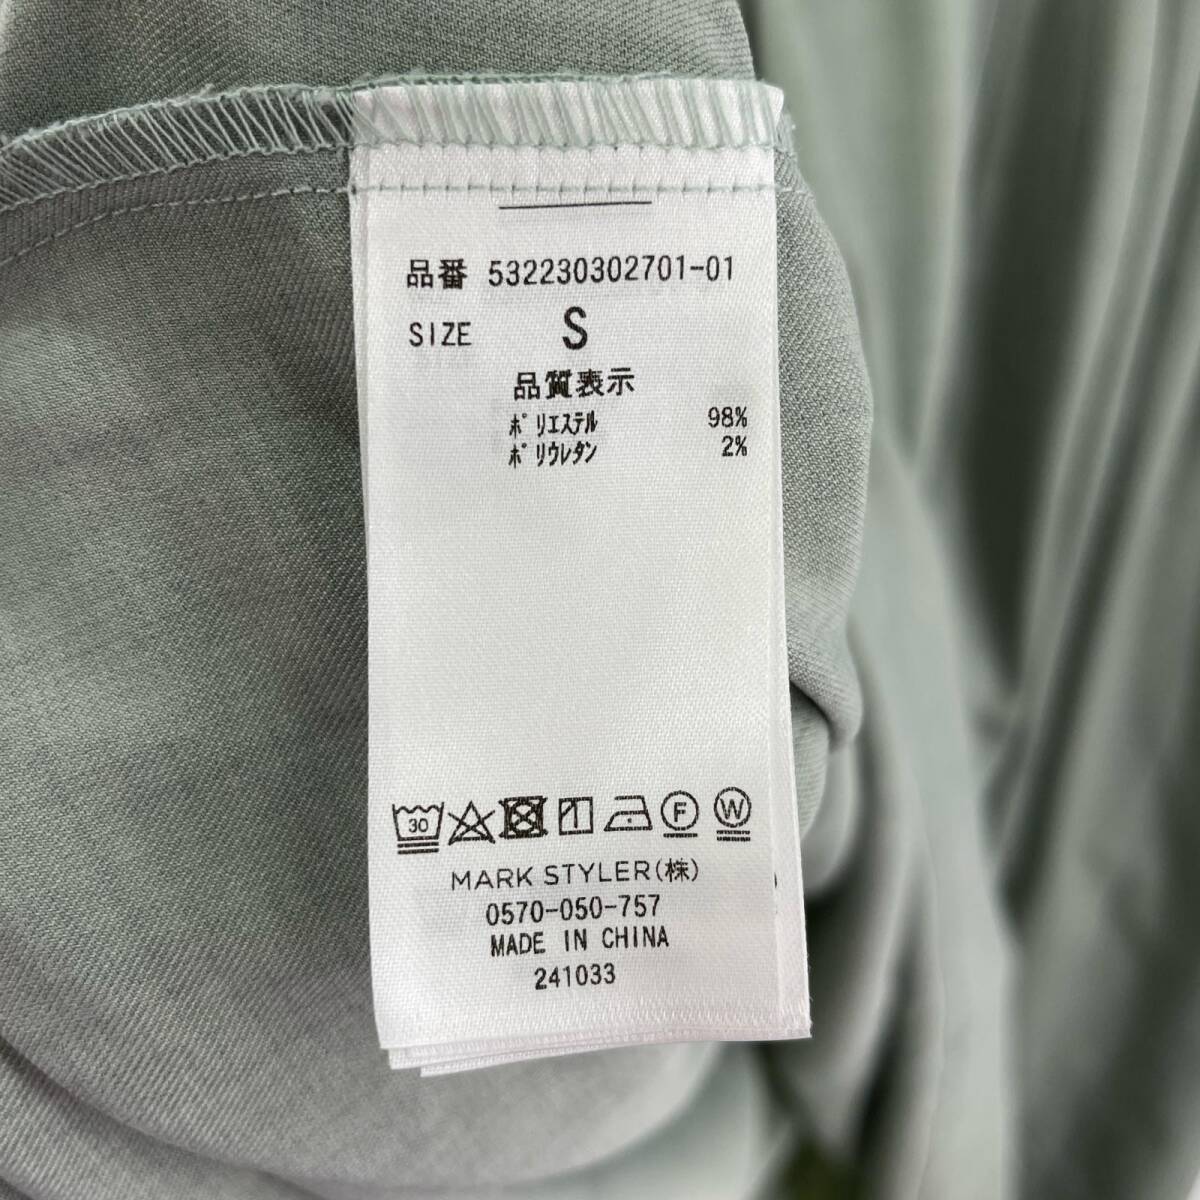 品番 532230302701-01
SIZE S
品質表示
ポリエステル 98%
ポリウレタン 2%
30 F W
MARK STYLER(株)
0570-050-757
MADE IN CHINA
241033